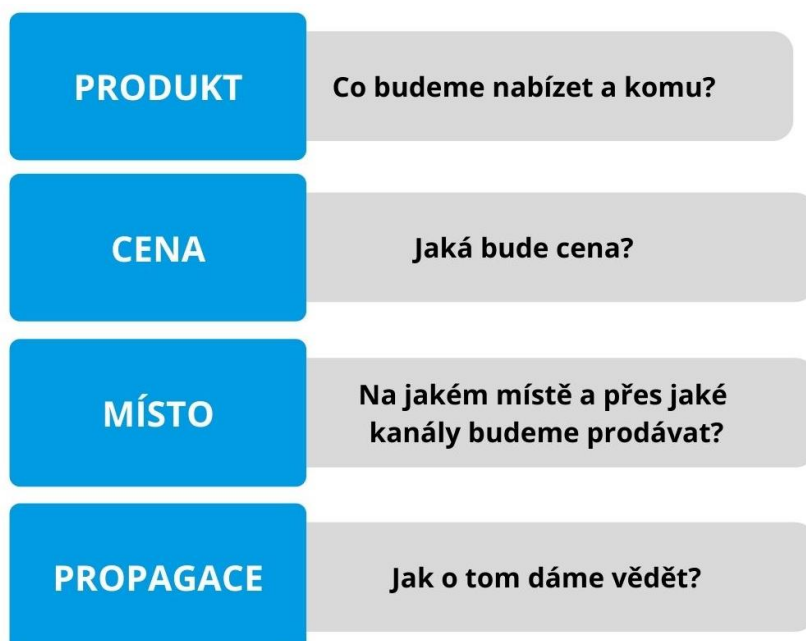 PRODUKT
Co budeme nabízet a komu?
CENA
Jaká bude cena?
MÍSTO
Na jakém místě a přes jaké
kanály budeme prodávat?
PROPAGACE
Jak o tom dáme vědět?